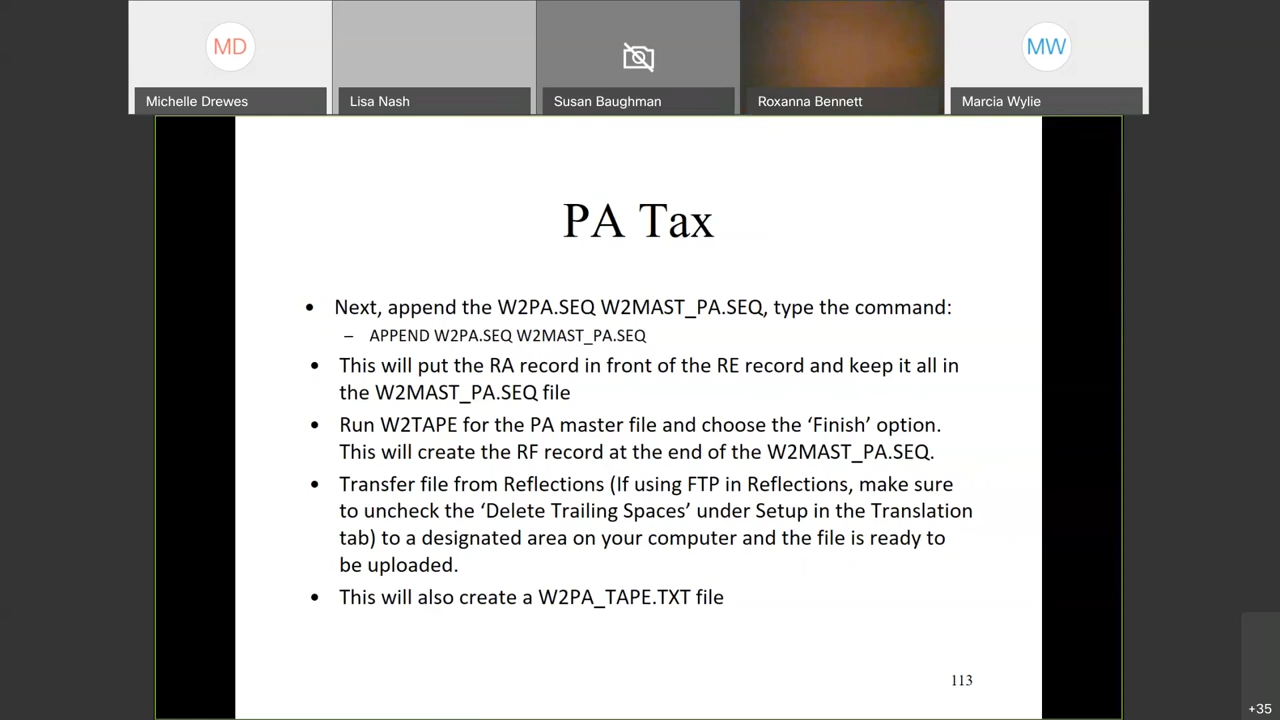 MD
MW
Michelle Drewes
Lisa Nash
Susan Baughman
Roxanna Bennett
Marcia Wylie
PA Tax
• Next, append the W2PA.SEQ W2MAST_PA.SEQ, type the command:
– APPEND W2PA.SEQ W2MAST_PA.SEQ
• This will put the RA record in front of the RE record and keep it all in
the W2MAST_PA.SEQ file
• Run W2TAPE for the PA master file and choose the ‘Finish’ option.
This will create the RF record at the end of the W2MAST_PA.SEQ.
• Transfer file from Reflections (If using FTP in Reflections, make sure
to uncheck the ‘Delete Trailing Spaces’ under Setup in the Translation
tab) to a designated area on your computer and the file is ready to
be uploaded.
• This will also create a W2PA_TAPE.TXT file
113
+35